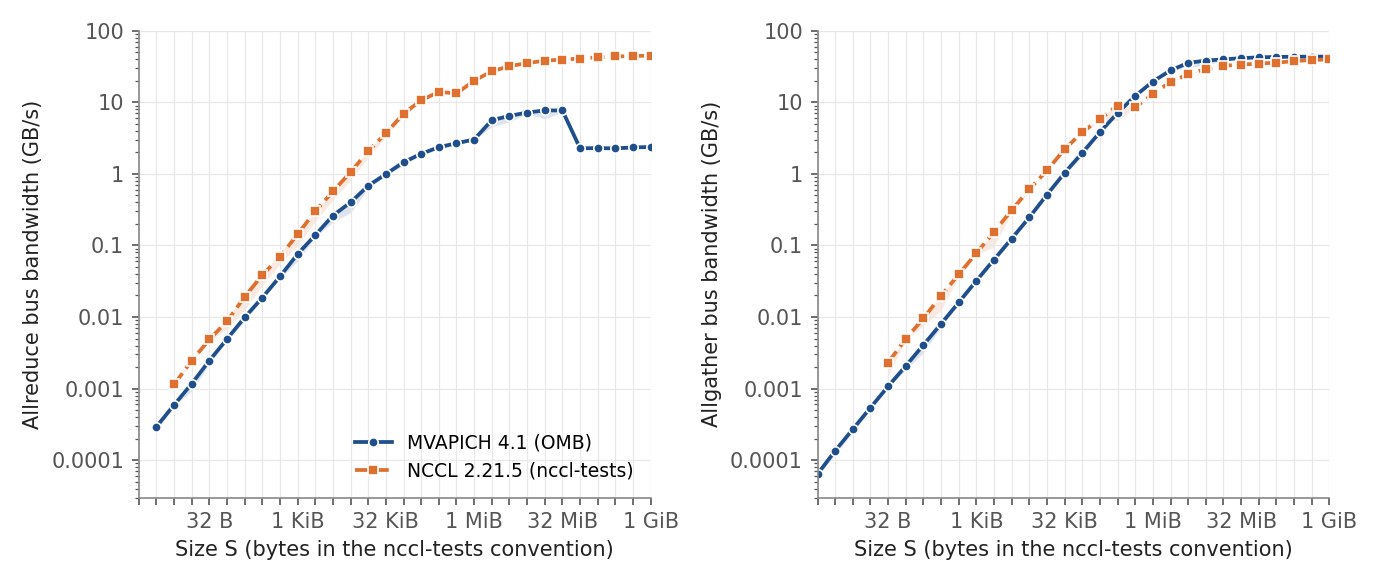 100
10
1
0.1
0.01
0.001
0.0001
Allreduce bus bandwidth (GB/s)
MVAPICH 4.1 (OMB)
NCCL 2.21.5 (nccl-tests)
32 B 1 KiB 32 KiB 1 MiB 32 MiB 1 GiB
Size S (bytes in the nccl-tests convention)
100
10
1
0.1
0.01
0.001
0.0001
Allgather bus bandwidth (GB/s)
32 B 1 KiB 32 KiB 1 MiB 32 MiB 1 GiB
Size S (bytes in the nccl-tests convention)